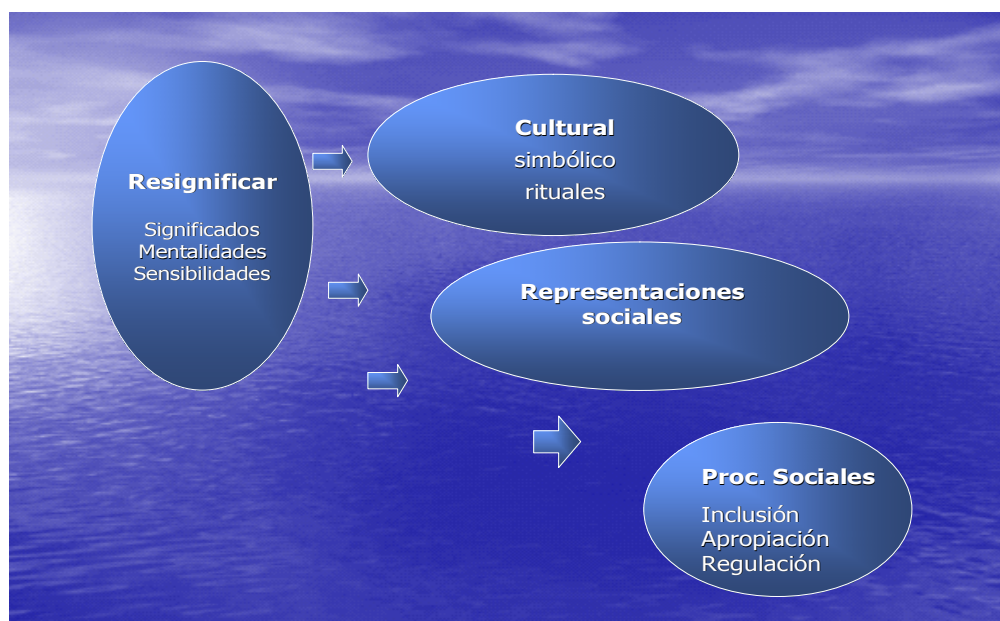 Resignificar
Significados
Mentalidades
Sensibilidades
Cultural
simbólico
rituales
Representaciones
sociales
Proc. Sociales
Inclusión
Apropiación
Regulación